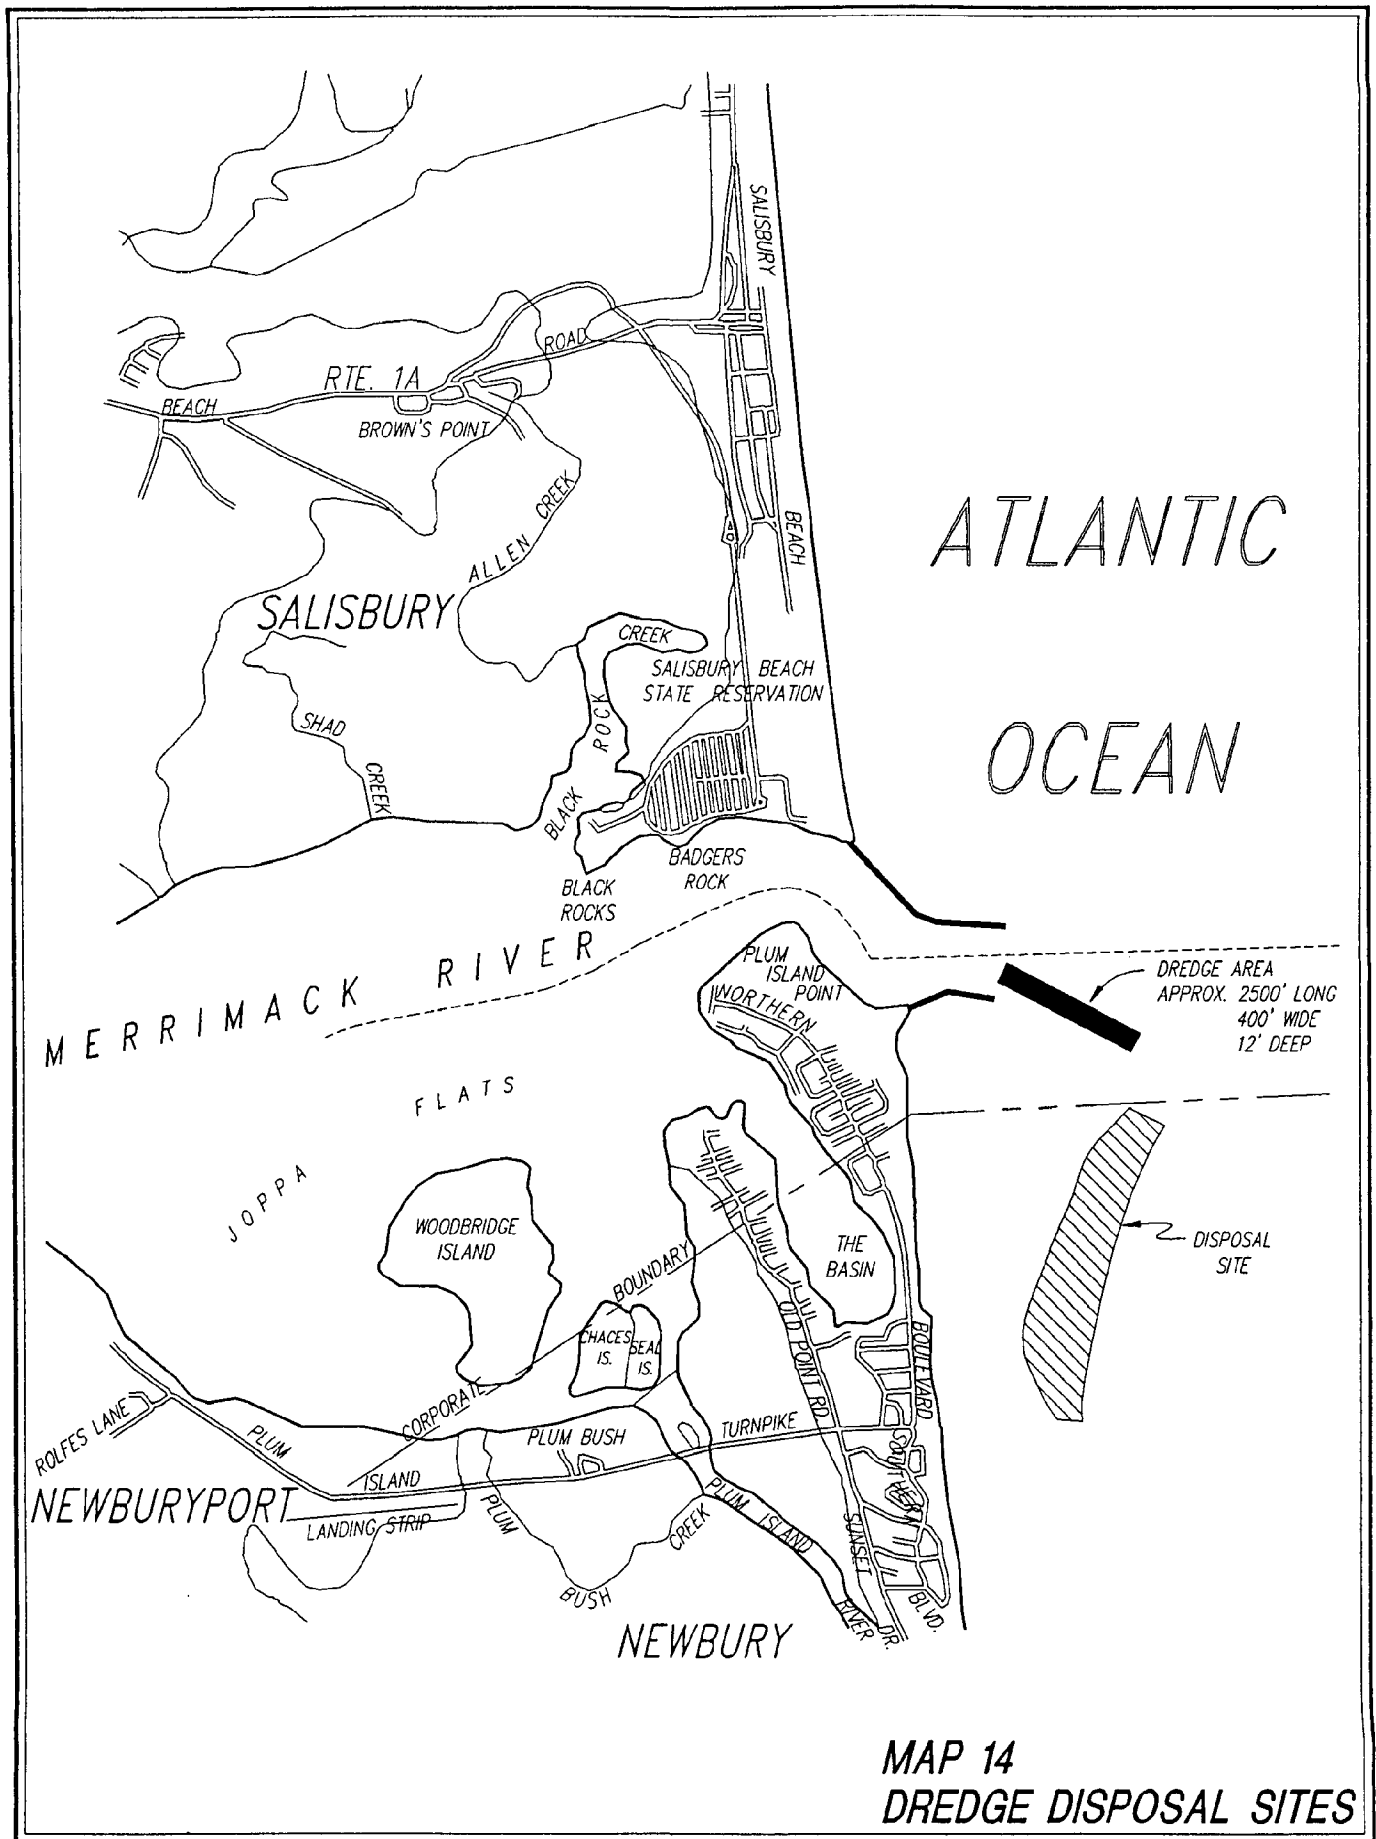 SALISBURY
BEACH
ROAD
RTE. 1A
BEACH
BROWN'S POINT
ALLEN CREEK
ATLANTIC
OCEAN
SALISBURY
CREEK
ROCK
BLACK
SALISBURY BEACH
STATE RESERVATION
SHAD
CREEK
BADGERS
ROCK
BLACK
ROCKS
MERRIMACK RIVER
PLUM
ISLAND
POINT
NORTHERN
DREDGE AREA
APPROX. 2500' LONG
400' WIDE
12' DEEP
FLATS
JOPPA
WOODBRIDGE
ISLAND
THE
BASIN
DISPOSAL
SITE
BOUNDARY
CORPORATE
CHACES
IS.
SEAL
IS.
OLD POINT RD.
BOULEVARD
ROLFES LANE
PLUM
ISLAND
TURNPIKE
PLUM BUSH
SOUTHERN
BLVD.
NEWBURYPORT
LANDING STRIP
PLUM
BUSH
CREEK
PLUM
ISLAND
RIVER
SUNSET
DR.
NEWBURY
MAP 14
DREDGE DISPOSAL SITES